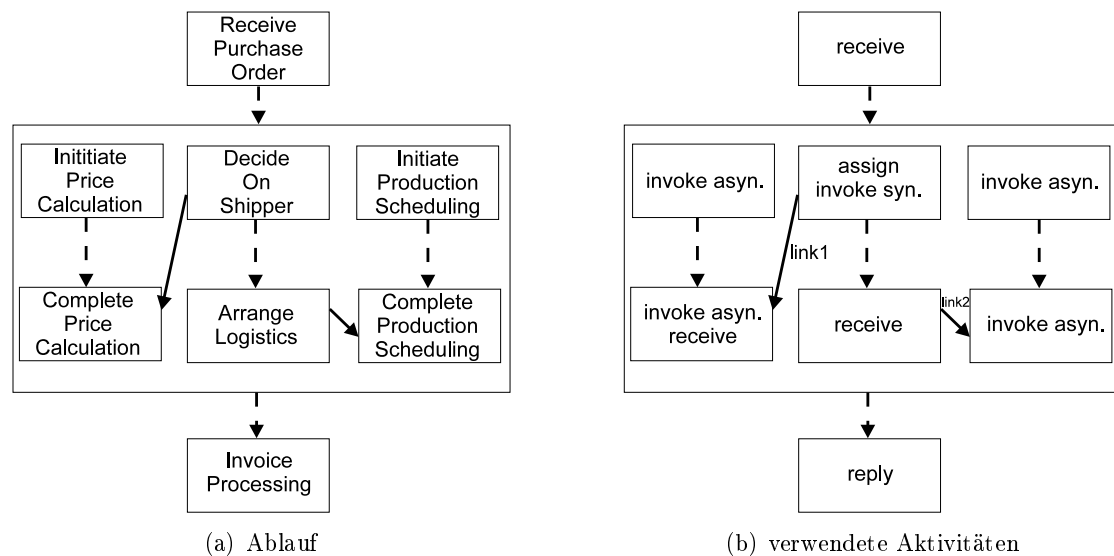 Receive
Purchase
Order
Inititiate
Price
Calculation
Decide
On
Shipper
Initiate
Production
Scheduling
Complete
Price
Calculation
Arrange
Logistics
Complete
Production
Scheduling
Invoice
Processing
(a) Ablauf
receive
invoke asyn.
assign
invoke syn.
invoke asyn.
link1
invoke asyn.
receive
receive
link2
invoke asyn.
reply
(b) verwendete Aktivitäten